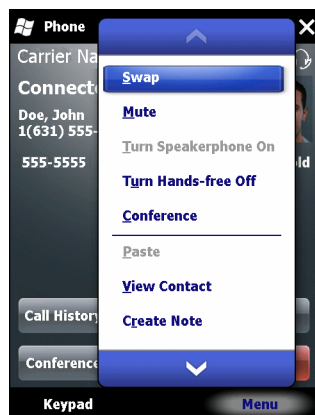 Phone
Carrier Na
Swap
Connect
Mute
Doe, John
1(631) 555-
Turn Speakerphone On
555-5555
ld
Turn Hands-free Off
Conference
Paste
View Contact
Call History
Create Note
Conference
Keypad
Menu